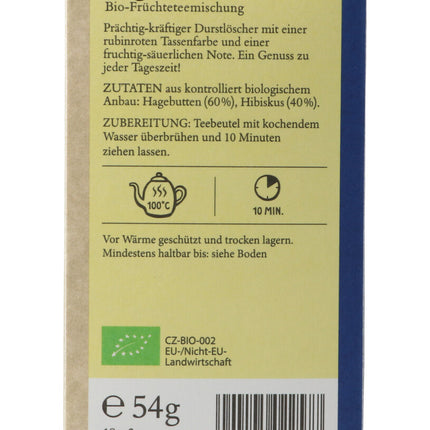 Bio-Früchteteemischung
Prächtig-kräftiger Durstlöscher mit einer
rubinroten Tassenfarbe und einer
fruchtig-säuerlichen Note. Ein Genuss zu
jeder Tageszeit!
ZUTATEN aus kontrolliert biologischem
Anbau: Hagebutten (60%), Hibiskus (40%).
ZUBEREITUNG: Teebeutel mit kochendem
Wasser überbrühen und 10 Minuten
ziehen lassen.
100°C
10 MIN.
Vor Wärme geschützt und trocken lagern.
Mindestens haltbar bis: siehe Boden
CZ-BIO-002
EU-/Nicht-EU-
Landwirtschaft
℮ 54g